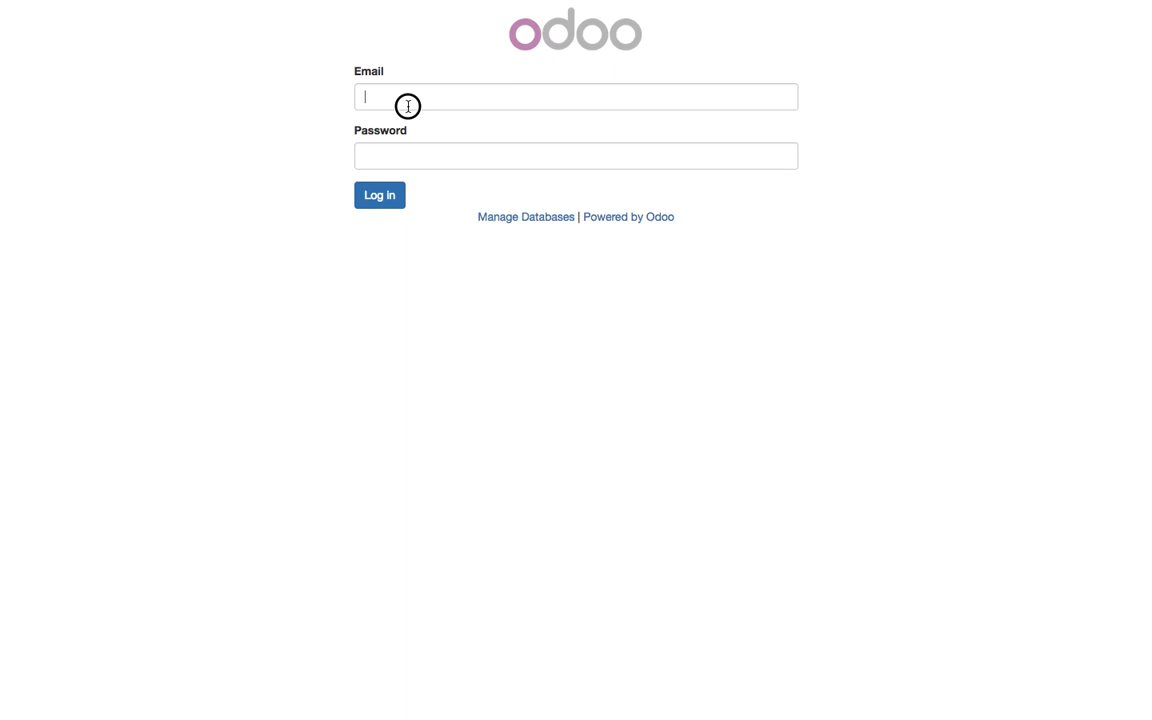 odoo
Email
Password
Log in
Manage Databases | Powered by Odoo